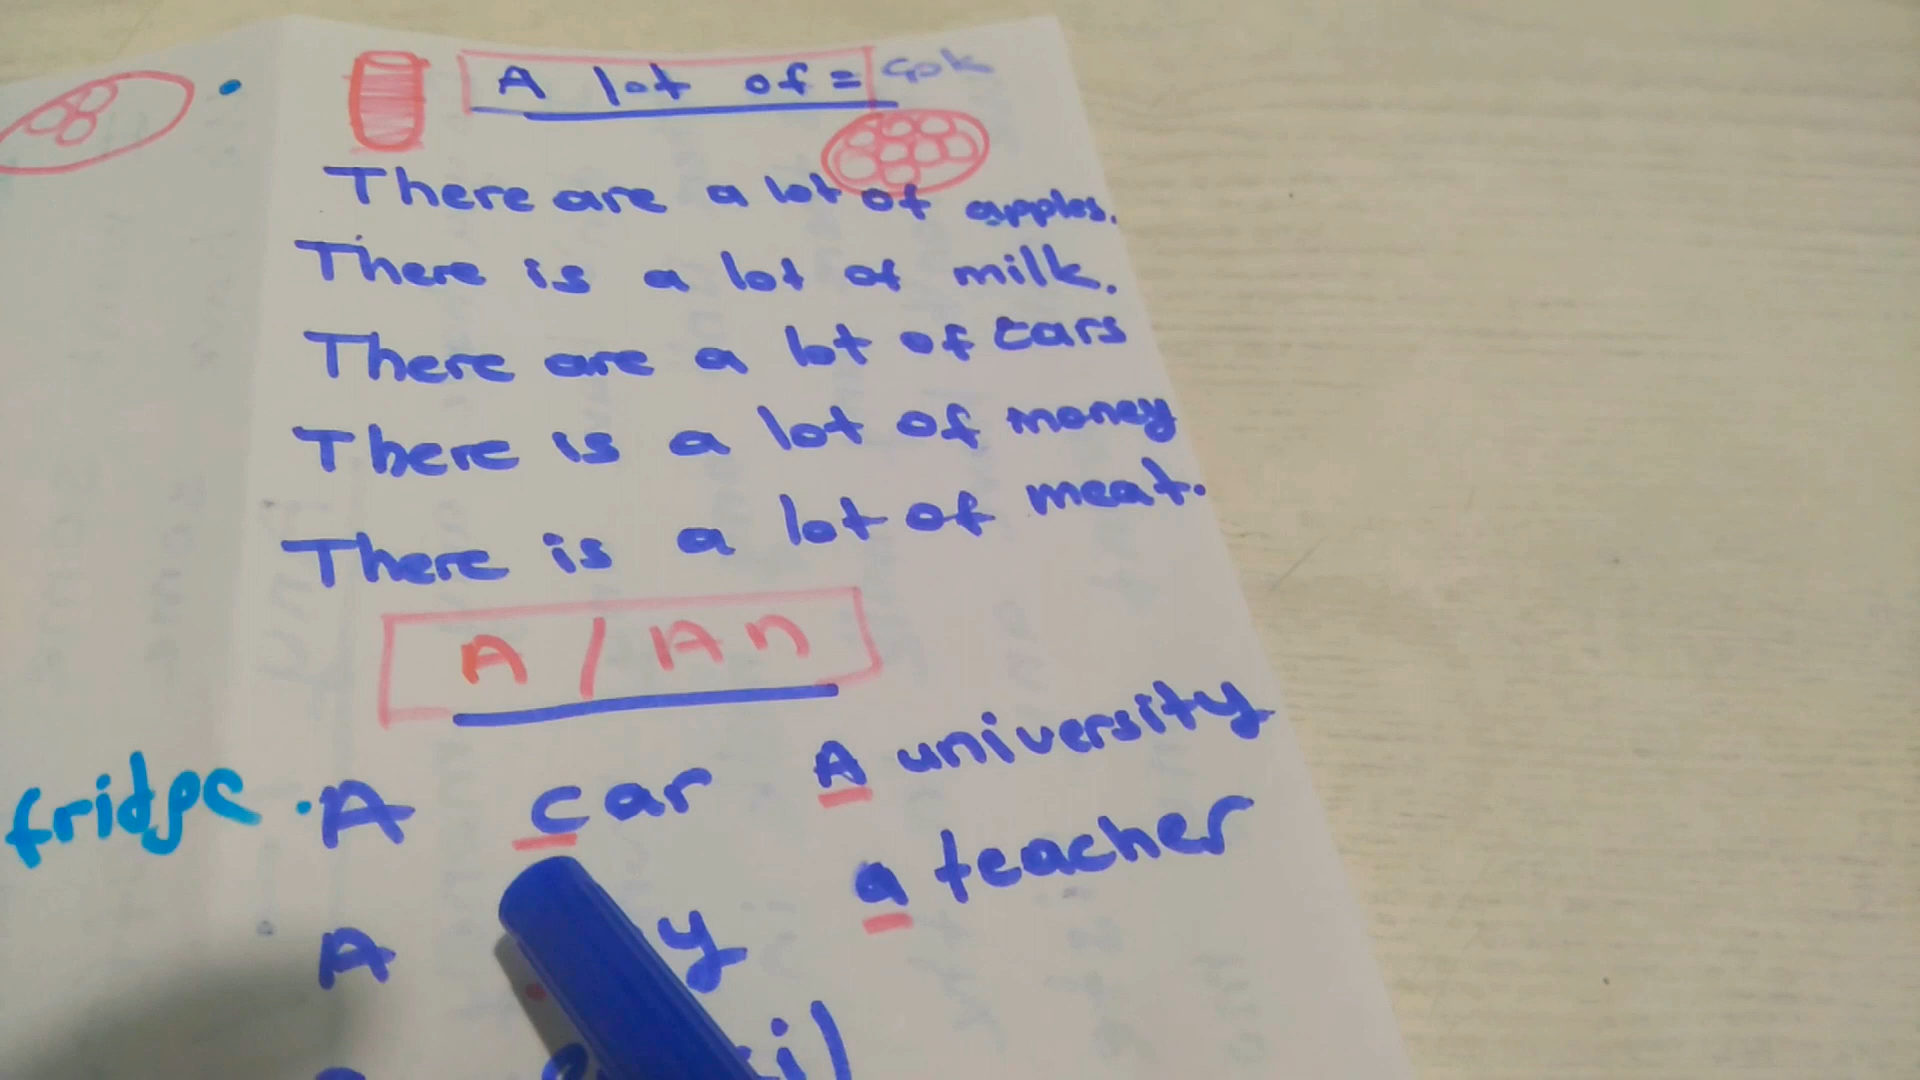 A lot of = çok
There are a lot of apples.
There is a lot of milk.
There are a lot of cars
There is a lot of money
There is a lot of meat.
A / An
fridge. A car A university
A y a teacher